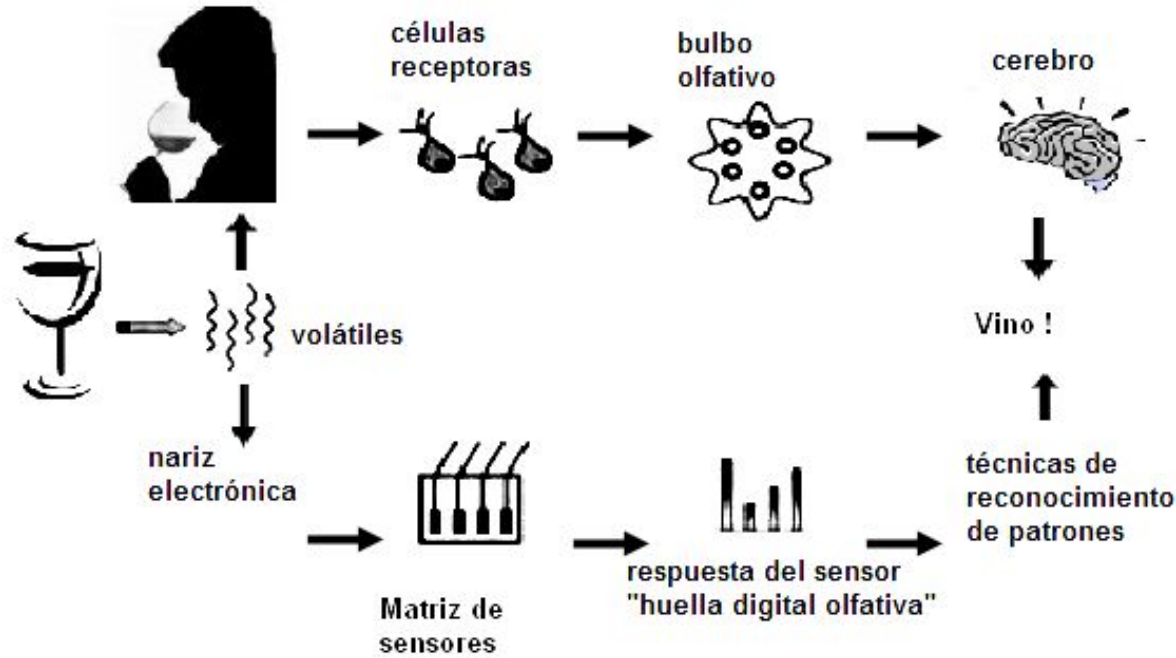 células
receptoras
bulbo
olfativo
cerebro
volátiles
Vino !
nariz
electrónica
Matriz de
sensores
respuesta del sensor
"huella digital olfativa"
técnicas de
reconocimiento
de patrones